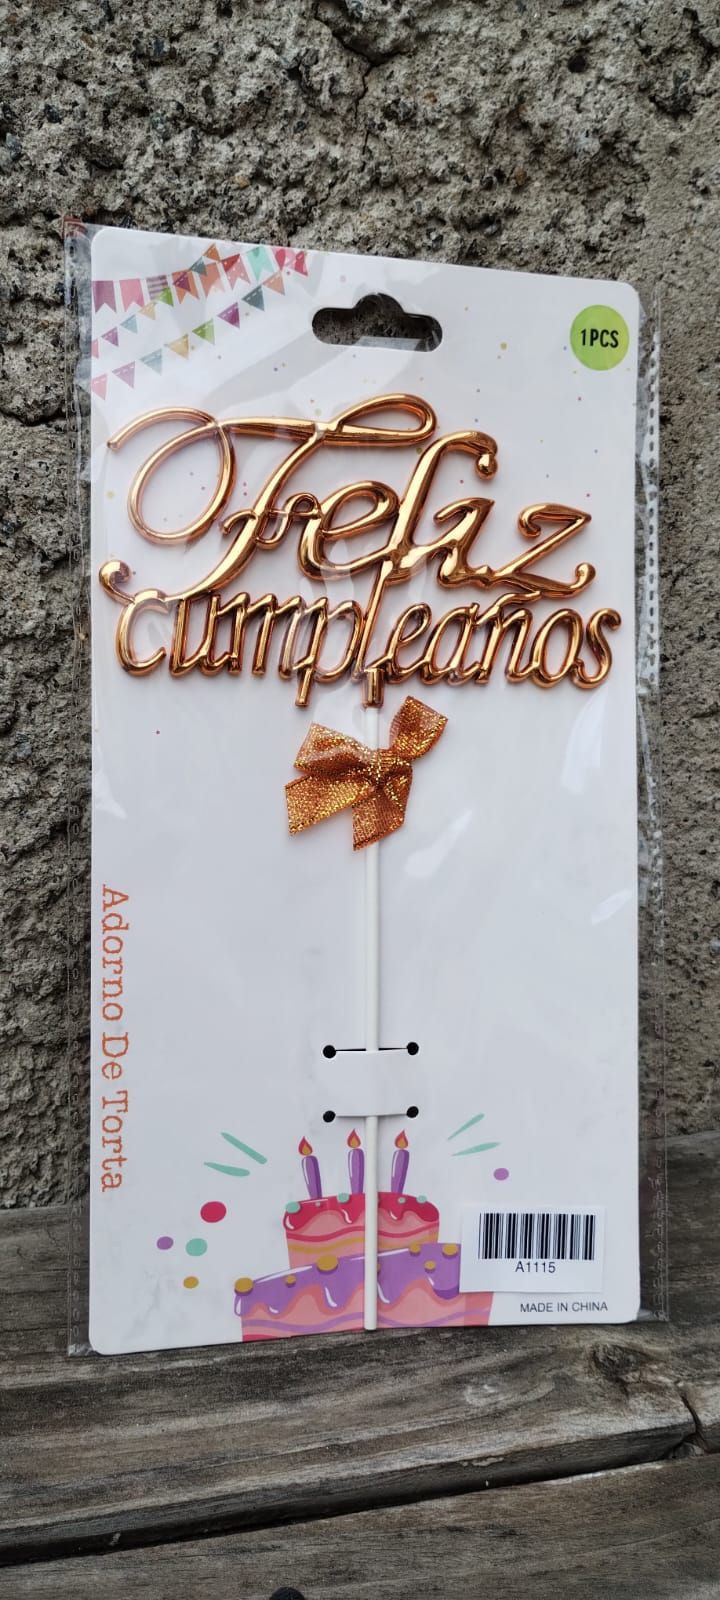 1PCS
Feliz
cumpleaños
Adorno De Torta
A1115
MADE IN CHINA